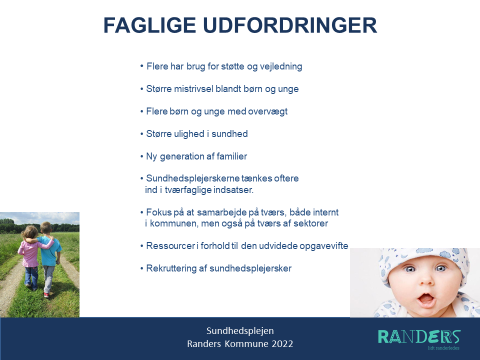 FAGLIGE UDFORDRINGER
• Flere har brug for støtte og vejledning
• Større mistrivsel blandt børn og unge
• Flere børn og unge med overvægt
• Større ulighed i sundhed
• Ny generation af familier
• Sundhedsplejerskerne tænkes oftere
ind i tværfaglige indsatser.
• Fokus på at samarbejde på tværs, både internt
i kommunen, men også på tværs af sektorer
• Ressourcer i forhold til den udvidede opgavevifte
• Rekruttering af sundhedsplejersker
Sundhedsplejen
Randers Kommune 2022
RANDERS